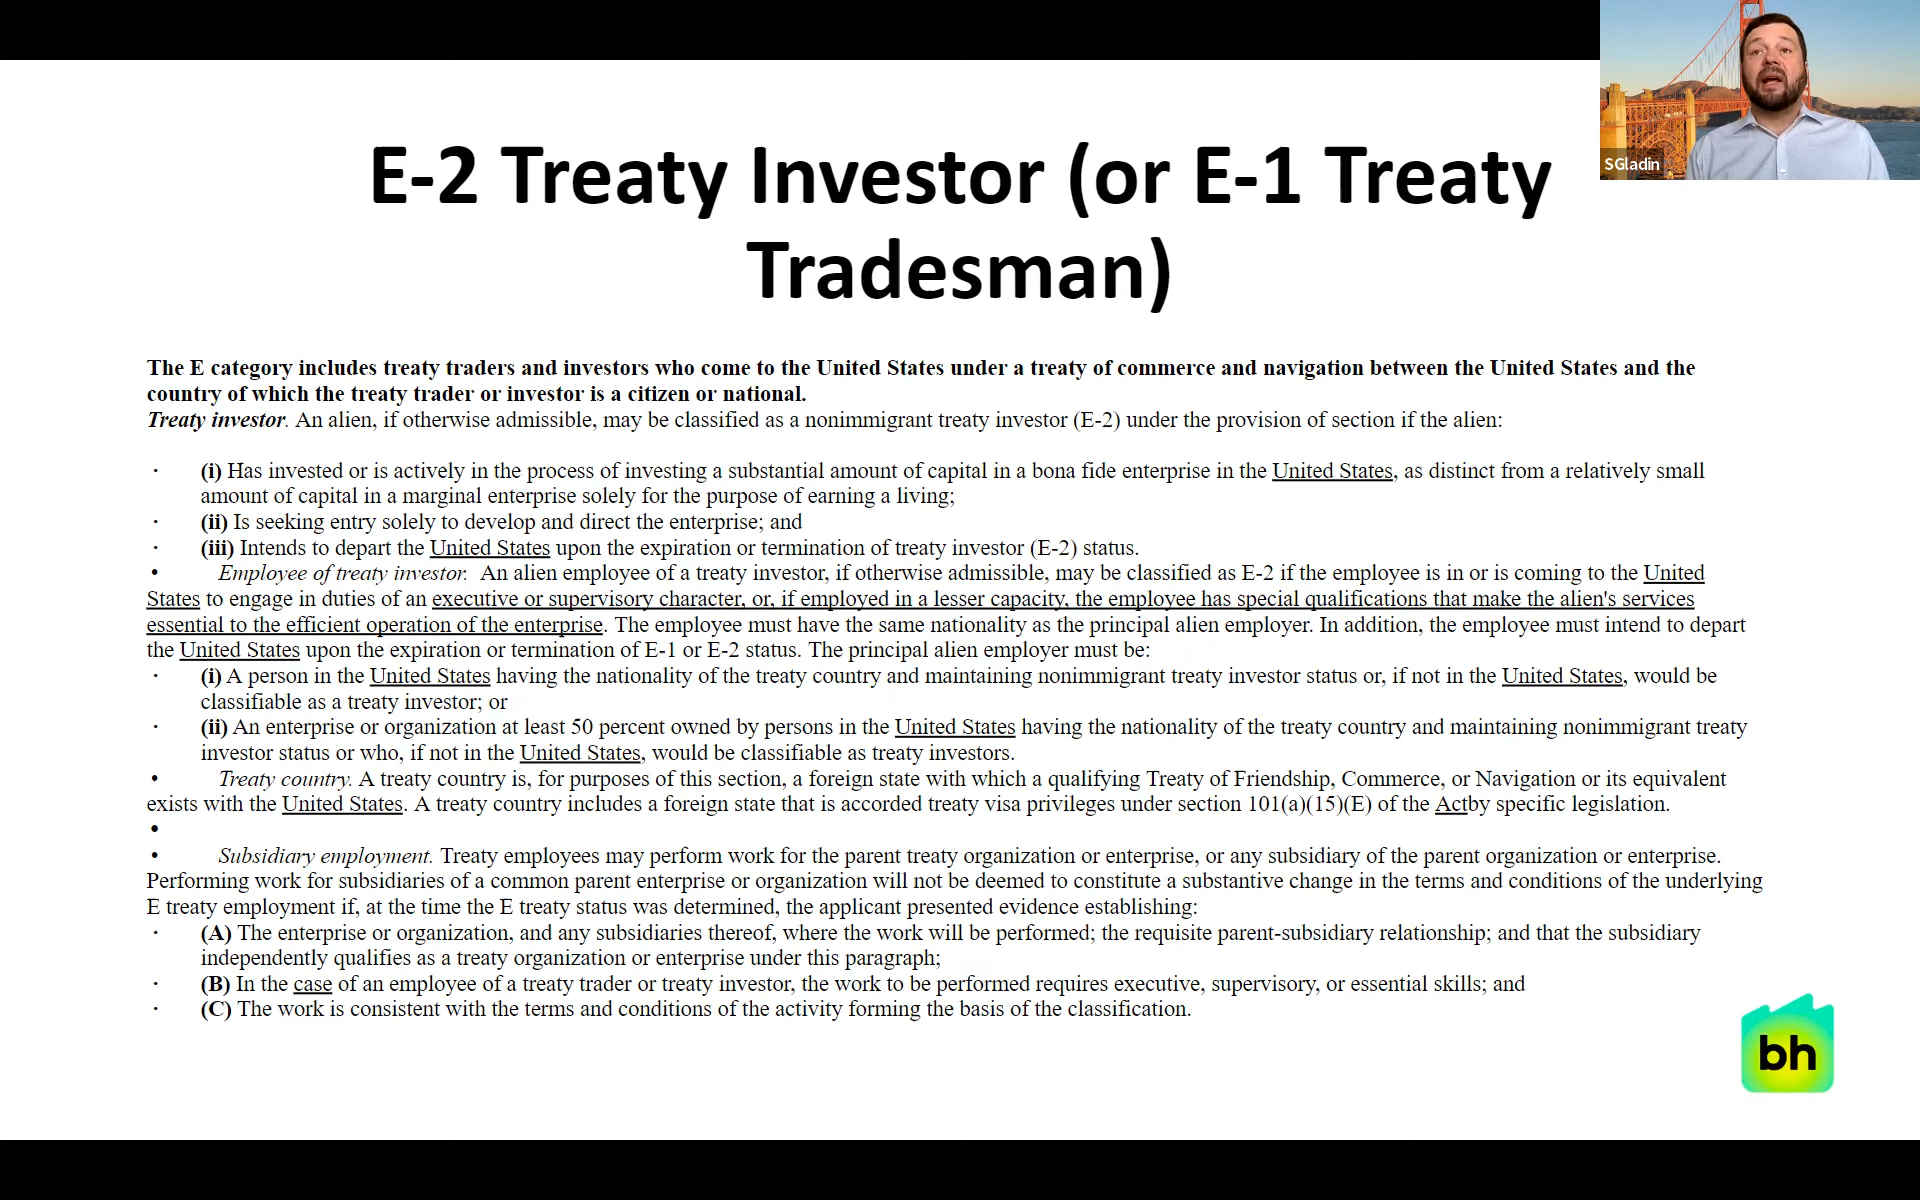 SGladin
E-2 Treaty Investor (or E-1 Treaty
Tradesman)
The E category includes treaty traders and investors who come to the United States under a treaty of commerce and navigation between the United States and the
country of which the treaty trader or investor is a citizen or national.
Treaty investor. An alien, if otherwise admissible, may be classified as a nonimmigrant treaty investor (E-2) under the provision of section if the alien:
· (i) Has invested or is actively in the process of investing a substantial amount of capital in a bona fide enterprise in the United States, as distinct from a relatively small
amount of capital in a marginal enterprise solely for the purpose of earning a living;
· (ii) Is seeking entry solely to develop and direct the enterprise; and
· (iii) Intends to depart the United States upon the expiration or termination of treaty investor (E-2) status.
• Employee of treaty investor. An alien employee of a treaty investor, if otherwise admissible, may be classified as E-2 if the employee is in or is coming to the United
States to engage in duties of an executive or supervisory character, or, if employed in a lesser capacity, the employee has special qualifications that make the alien's services
essential to the efficient operation of the enterprise. The employee must have the same nationality as the principal alien employer. In addition, the employee must intend to depart
the United States upon the expiration or termination of E-1 or E-2 status. The principal alien employer must be:
· (i) A person in the United States having the nationality of the treaty country and maintaining nonimmigrant treaty investor status or, if not in the United States, would be
classifiable as a treaty investor; or
· (ii) An enterprise or organization at least 50 percent owned by persons in the United States having the nationality of the treaty country and maintaining nonimmigrant treaty
investor status or who, if not in the United States, would be classifiable as treaty investors.
• Treaty country. A treaty country is, for purposes of this section, a foreign state with which a qualifying Treaty of Friendship, Commerce, or Navigation or its equivalent
exists with the United States. A treaty country includes a foreign state that is accorded treaty visa privileges under section 101(a)(15)(E) of the Actby specific legislation.
•
• Subsidiary employment. Treaty employees may perform work for the parent treaty organization or enterprise, or any subsidiary of the parent organization or enterprise.
Performing work for subsidiaries of a common parent enterprise or organization will not be deemed to constitute a substantive change in the terms and conditions of the underlying
E treaty employment if, at the time the E treaty status was determined, the applicant presented evidence establishing:
· (A) The enterprise or organization, and any subsidiaries thereof, where the work will be performed; the requisite parent-subsidiary relationship; and that the subsidiary
independently qualifies as a treaty organization or enterprise under this paragraph;
· (B) In the case of an employee of a treaty trader or treaty investor, the work to be performed requires executive, supervisory, or essential skills; and
· (C) The work is consistent with the terms and conditions of the activity forming the basis of the classification.
bh